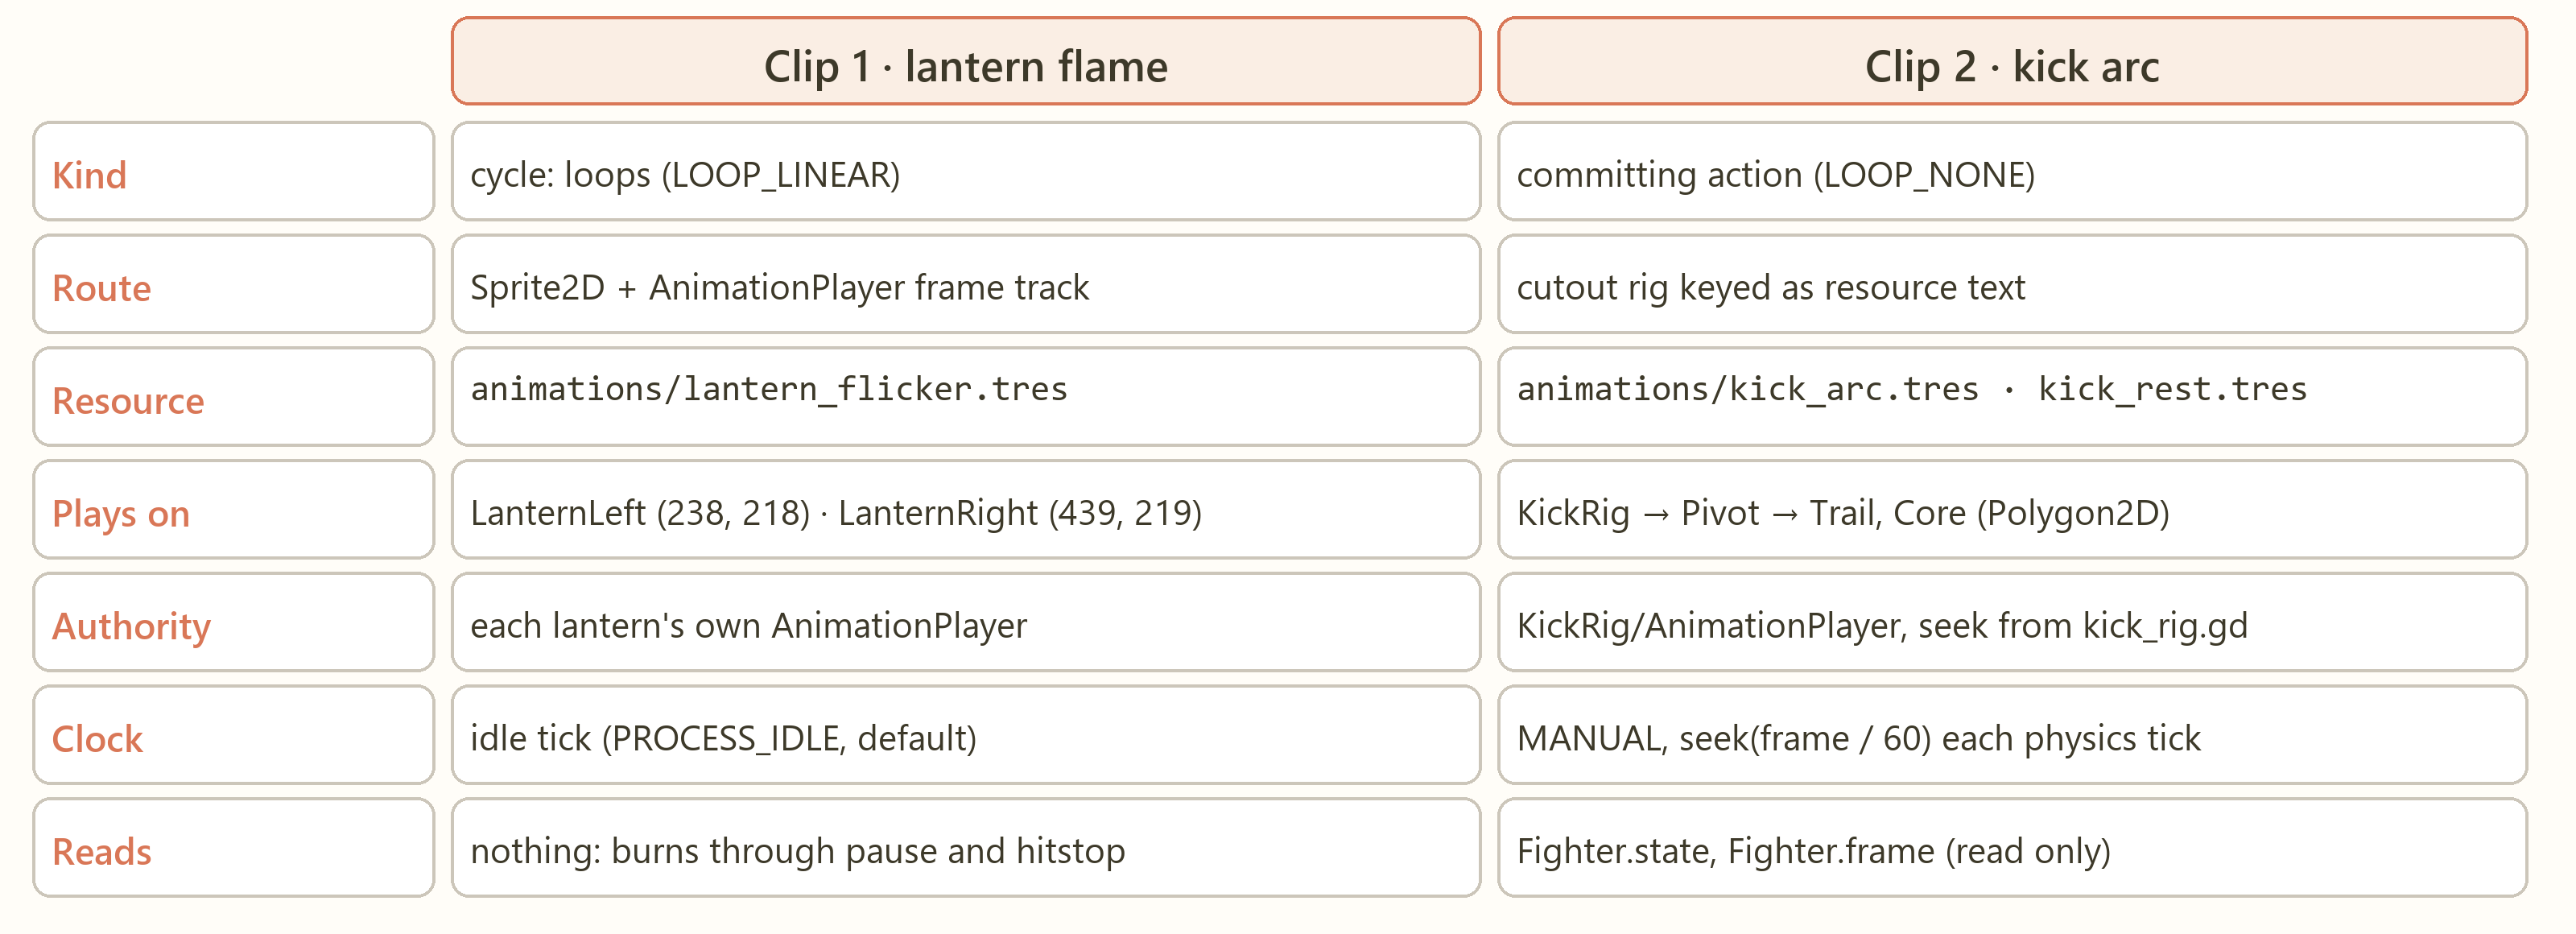 Clip 1 · lantern flame
Clip 2 · kick arc
Kind
cycle: loops (LOOP_LINEAR)
committing action (LOOP_NONE)
Route
Sprite2D + AnimationPlayer frame track
cutout rig keyed as resource text
Resource
animations/lantern_flicker.tres
animations/kick_arc.tres · kick_rest.tres
Plays on
LanternLeft (238, 218) · LanternRight (439, 219)
KickRig → Pivot → Trail, Core (Polygon2D)
Authority
each lantern's own AnimationPlayer
KickRig/AnimationPlayer, seek from kick_rig.gd
Clock
idle tick (PROCESS_IDLE, default)
MANUAL, seek(frame / 60) each physics tick
Reads
nothing: burns through pause and hitstop
Fighter.state, Fighter.frame (read only)